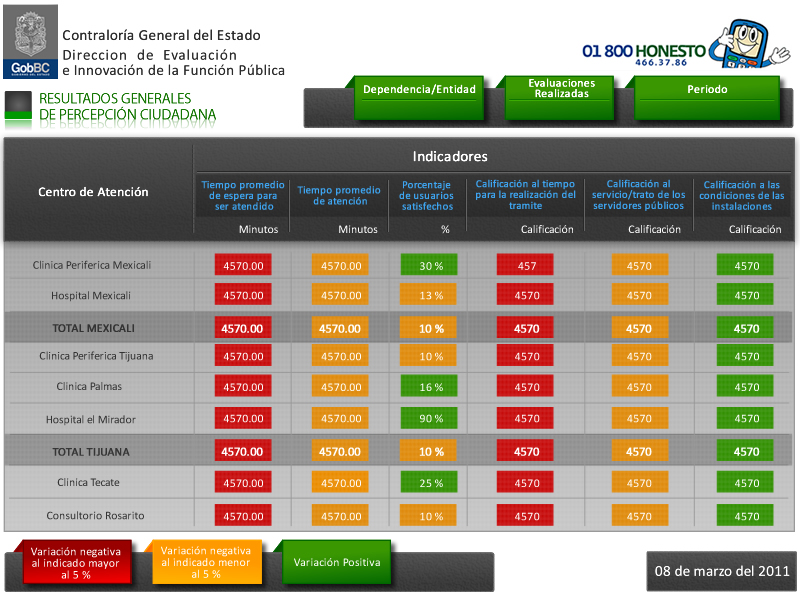 Contraloría General del Estado
Direccion de Evaluación
e Innovación de la Función Pública
GobBC
01 800 HONESTO
466.37.86
RESULTADOS GENERALES
DE PERCEPCIÓN CIUDADANA
Dependencia/Entidad
Evaluaciones
Realizadas
Periodo
Centro de Atención
Indicadores
Tiempo promedio
de espera para
ser atendido
Tiempo promedio
de atención
Porcentaje
de usuarios
satisfechos
Calificación al tiempo
para la realización del
tramite
Calificación al
servicio/trato de los
servidores públicos
Calificación a las
condiciones de las
instalaciones
Minutos Minutos % Calificación Calificación Calificación
Clinica Periferica Mexicali 4570.00 4570.00 30 % 457 4570 4570
Hospital Mexicali 4570.00 4570.00 13 % 4570 4570 4570
TOTAL MEXICALI 4570.00 4570.00 10 % 4570 4570 4570
Clinica Periferica Tijuana 4570.00 4570.00 10 % 4570 4570 4570
Clinica Palmas 4570.00 4570.00 16 % 4570 4570 4570
Hospital el Mirador 4570.00 4570.00 90 % 4570 4570 4570
TOTAL TIJUANA 4570.00 4570.00 10 % 4570 4570 4570
Clinica Tecate 4570.00 4570.00 25 % 4570 4570 4570
Consultorio Rosarito 4570.00 4570.00 10 % 4570 4570 4570
Variación negativa
al indicado mayor
al 5 %
Variación negativa
al indicado menor
al 5 %
Variación Positiva
08 de marzo del 2011